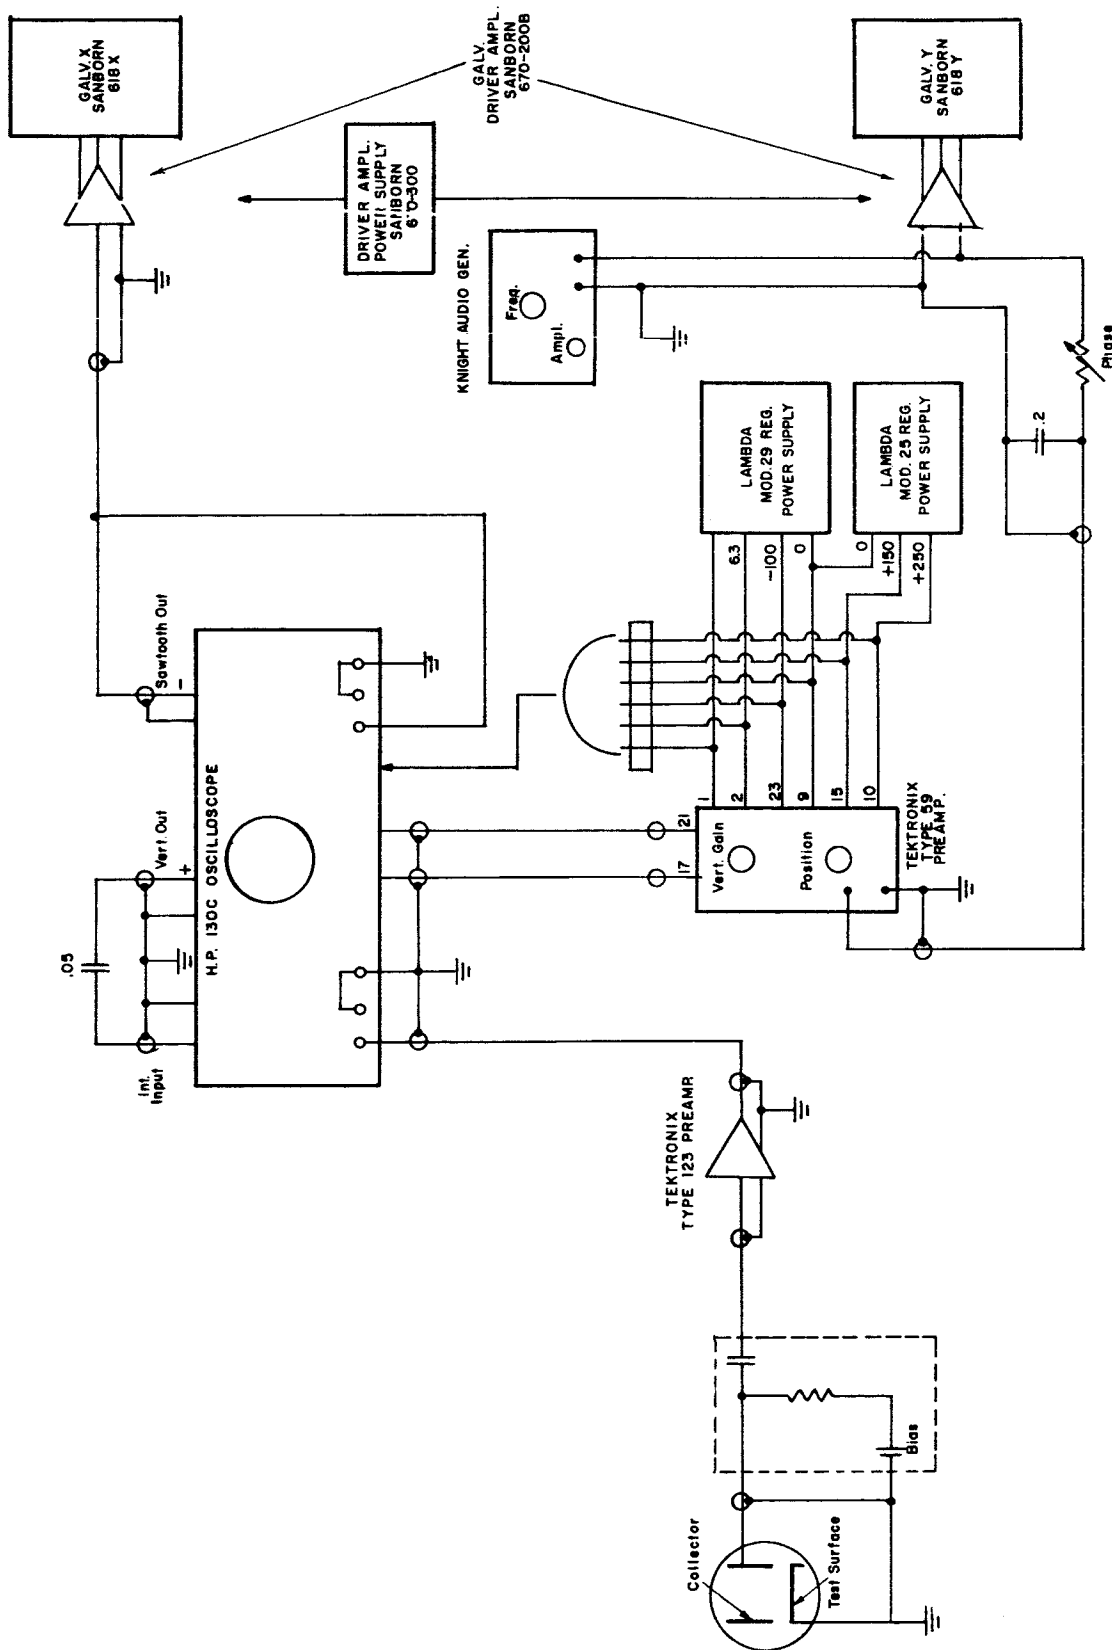 GALV. X
SANBORN
618 X
GALV.
DRIVER AMPL.
SANBORN
670-200B
GALV. Y
SANBORN
618 Y
DRIVER AMPL.
POWER SUPPLY
SANBORN
KNIGHT AUDIO GEN.
Freq.
Ampl.
Phase
.2
LAMBDA
MOD. 29 REG.
POWER SUPPLY
LAMBDA
MOD. 25 REG.
POWER SUPPLY
6.3
-100
0
0
+150
+250
Sawtooth Out
-
Vert. Out
+
.05
Int.
Input
H.P. 130C OSCILLOSCOPE
1
2
23
9
15
10
21
17
Vert. Gain
Position
TEKTRONIX
TYPE 59
PREAMP.
TEKTRONIX
TYPE 123 PREAMP.
Bias
Collector
Test Surface